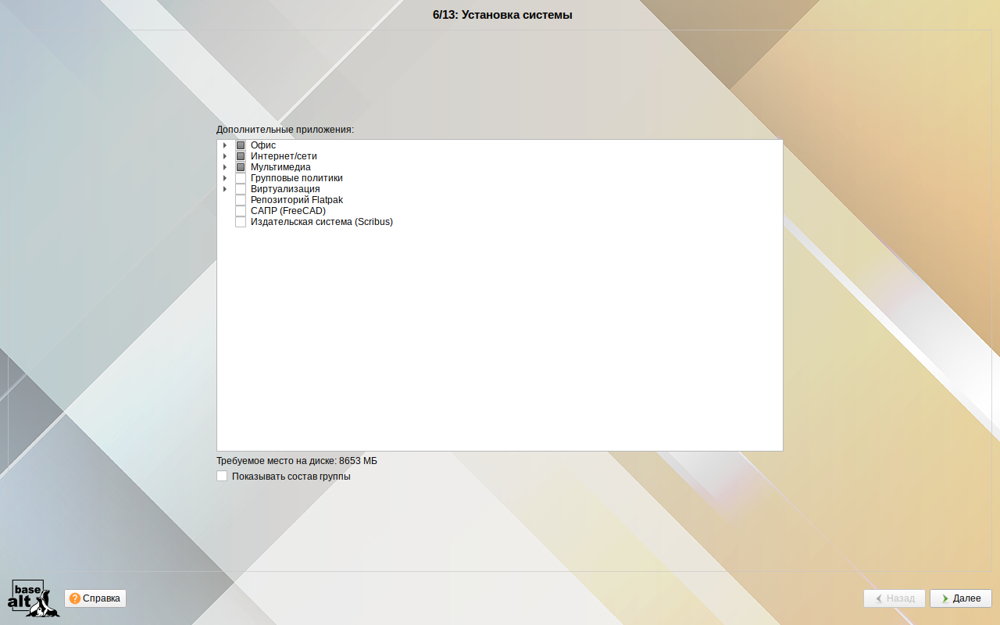 6/13: Установка системы
Дополнительные приложения:
Офис
Интернет/сети
Мультимедиа
Групповые политики
Виртуализация
Репозиторий Flatpak
САПР (FreeCAD)
Издательская система (Scribus)
Требуемое место на диске: 8653 МБ
Показывать состав группы
base
alt
Справка
Назад
Далее